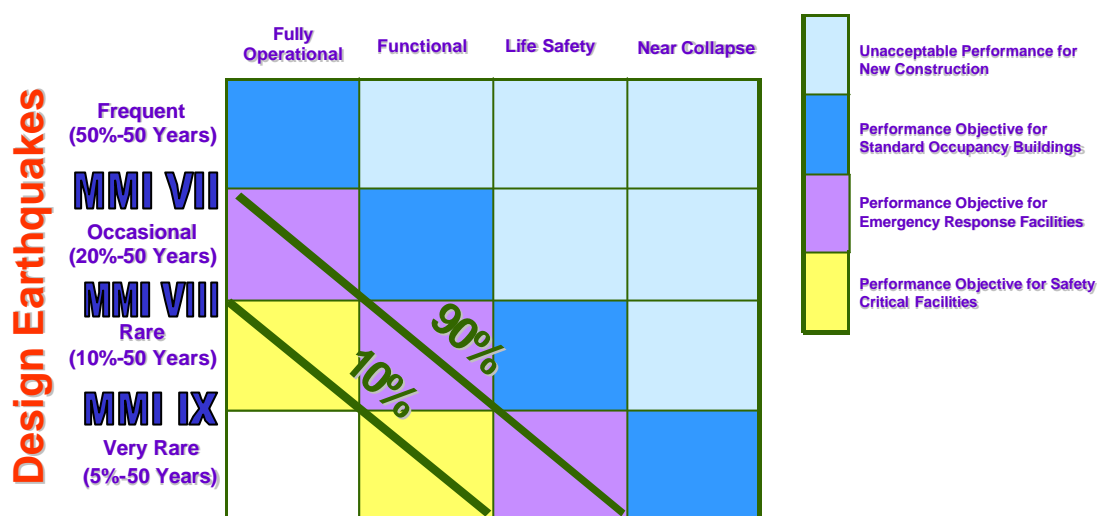 Fully
Operational
Functional
Life Safety
Near Collapse
Design Earthquakes
Frequent
(50%-50 Years)
MMI VII
Occasional
(20%-50 Years)
MMI VIII
Rare
(10%-50 Years)
MMI IX
Very Rare
(5%-50 Years)
90%
10%
Unacceptable Performance for
New Construction
Performance Objective for
Standard Occupancy Buildings
Performance Objective for
Emergency Response Facilities
Performance Objective for Safety
Critical Facilities